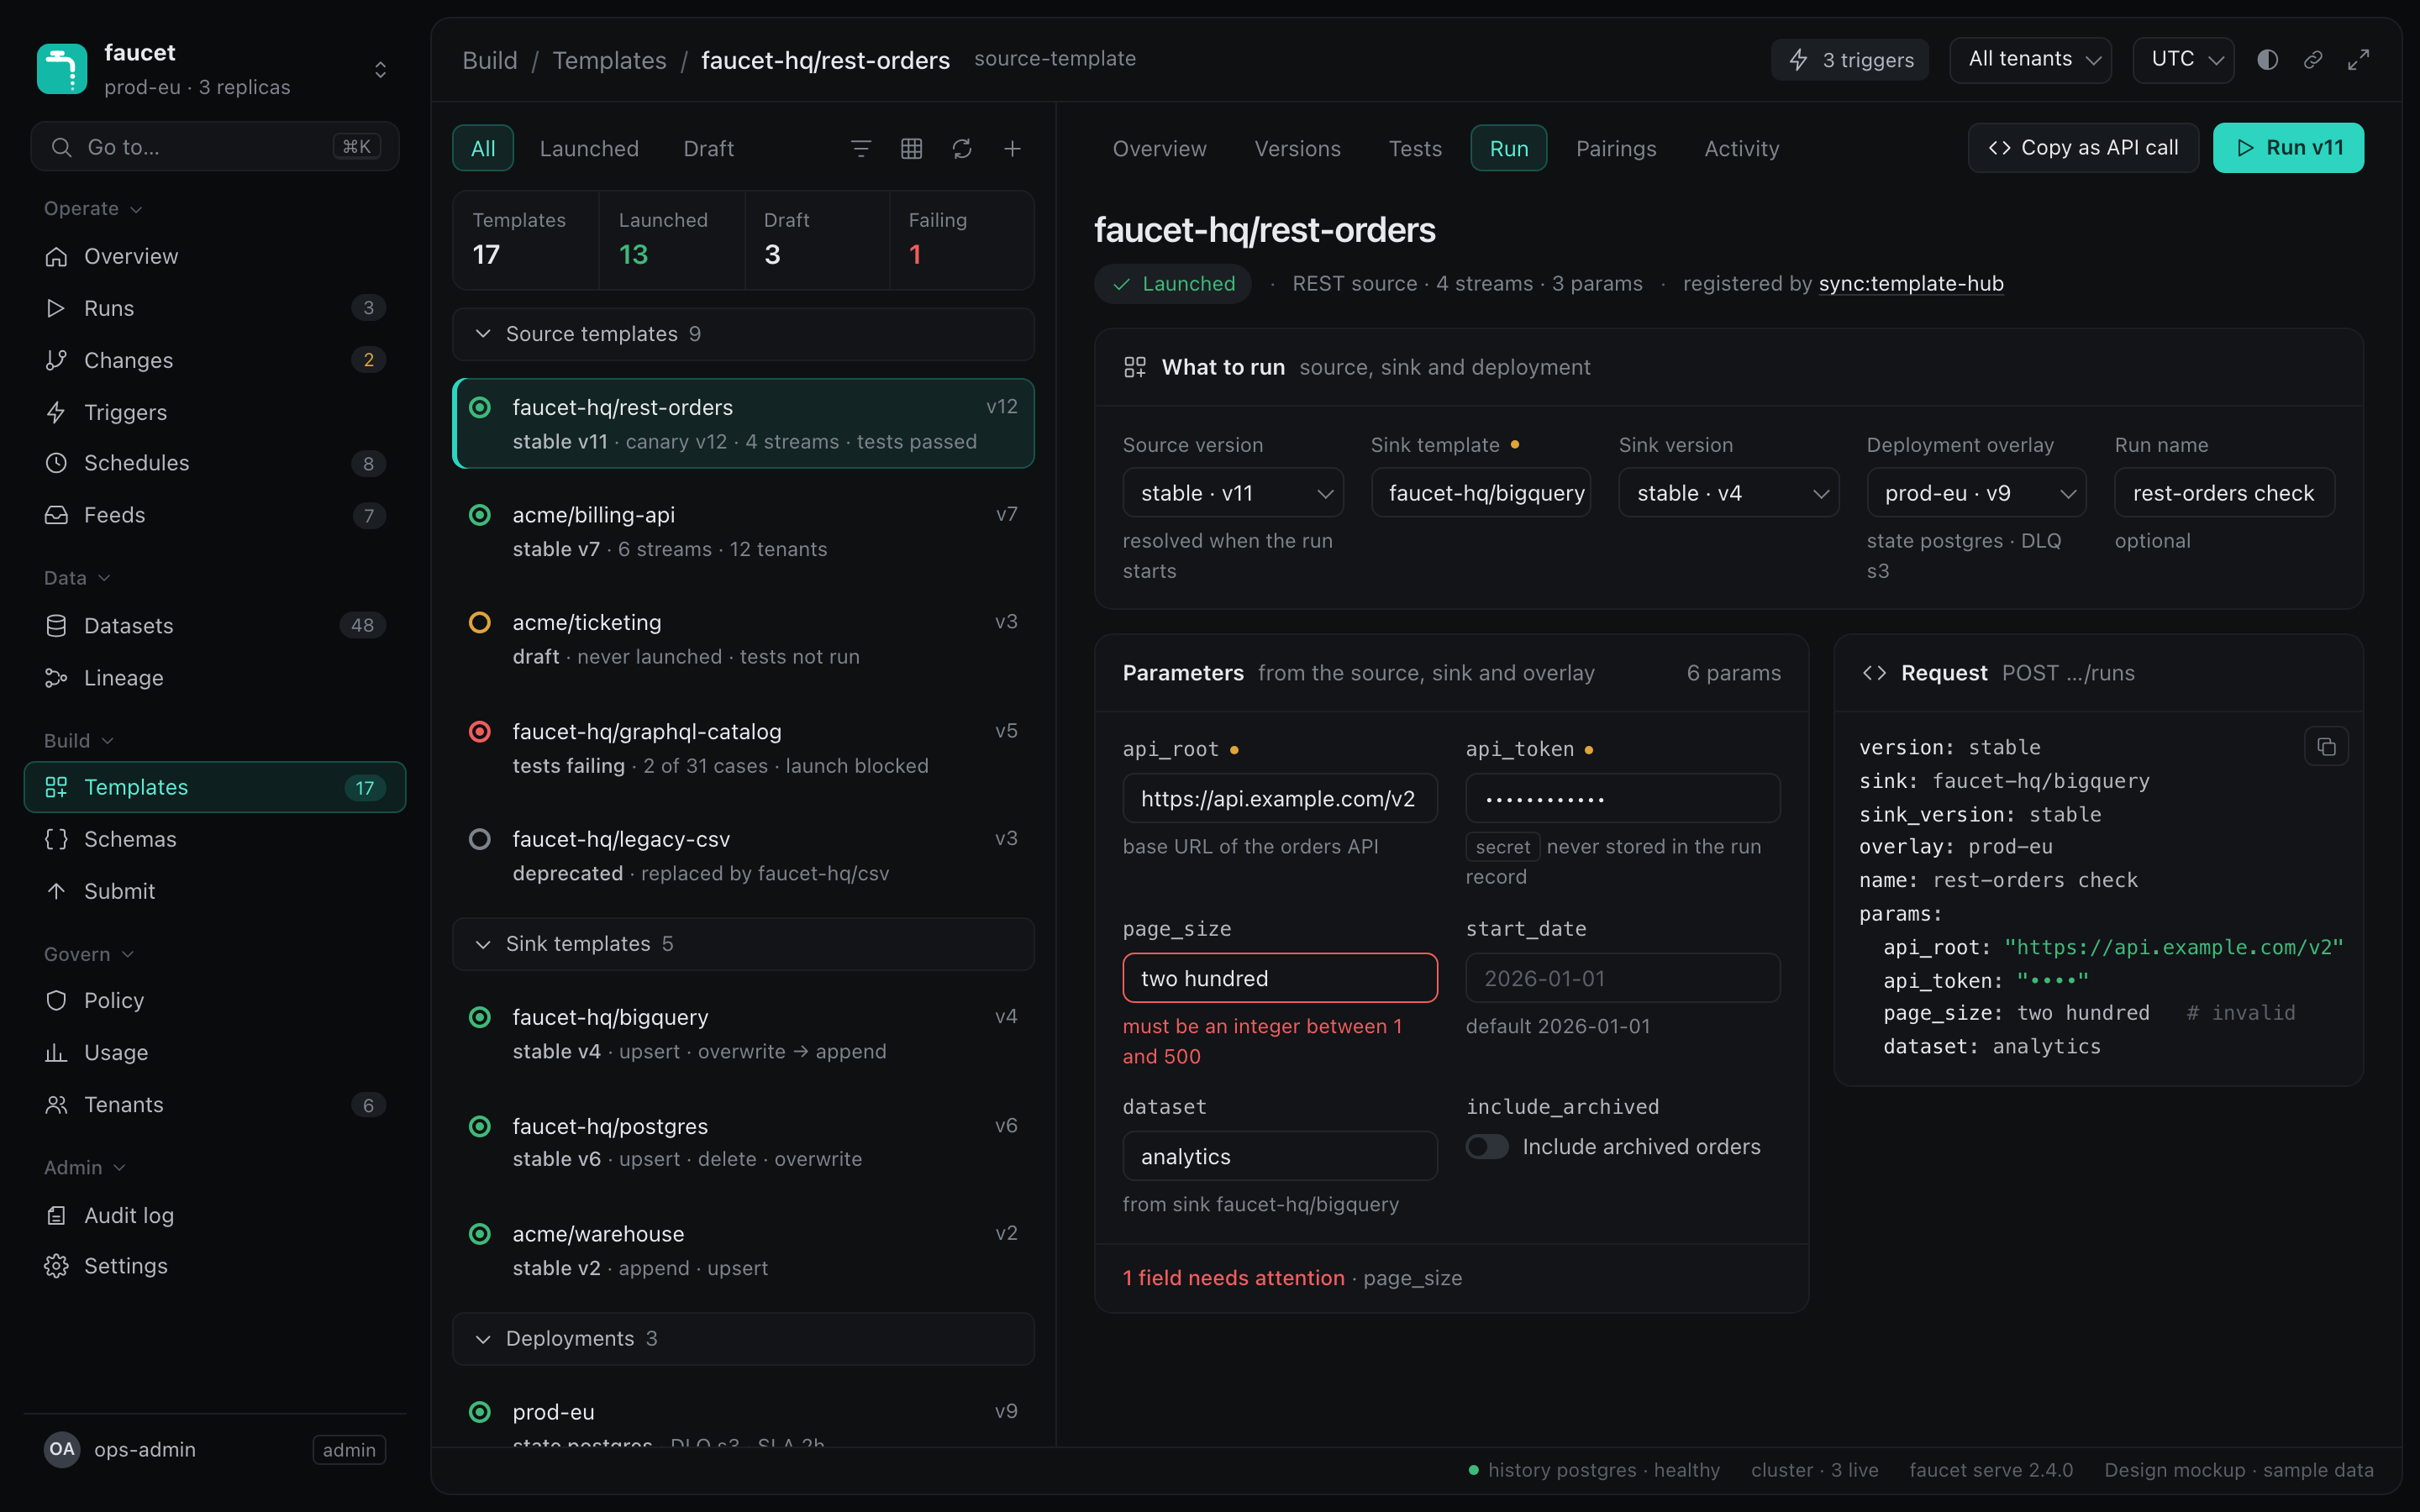 faucet
prod-eu · 3 replicas
Go to...
⌘K
Operate
Overview
Runs 3
Changes 2
Triggers
Schedules 8
Feeds 7
Data
Datasets 48
Lineage
Build
Templates 17
Schemas
Submit
Govern
Policy
Usage
Tenants 6
Admin
Audit log
Settings
OA ops-admin admin
Build / Templates / faucet-hq/rest-orders source-template
3 triggers
All tenants
UTC
All Launched Draft
Templates Launched Draft Failing
17 13 3 1
Source templates 9
faucet-hq/rest-orders v12
stable v11 · canary v12 · 4 streams · tests passed
acme/billing-api v7
stable v7 · 6 streams · 12 tenants
acme/ticketing v3
draft · never launched · tests not run
faucet-hq/graphql-catalog v5
tests failing · 2 of 31 cases · launch blocked
faucet-hq/legacy-csv v3
deprecated · replaced by faucet-hq/csv
Sink templates 5
faucet-hq/bigquery v4
stable v4 · upsert · overwrite → append
faucet-hq/postgres v6
stable v6 · upsert · delete · overwrite
acme/warehouse v2
stable v2 · append · upsert
Deployments 3
prod-eu v9
state postgres · DLQ s3 · SLA 2h
Overview Versions Tests Run Pairings Activity
Copy as API call
Run v11
faucet-hq/rest-orders
Launched · REST source · 4 streams · 3 params · registered by sync:template-hub
What to run source, sink and deployment
Source version
stable · v11
resolved when the run
starts
Sink template
faucet-hq/bigquery
Sink version
stable · v4
Deployment overlay
prod-eu · v9
state postgres · DLQ
s3
Run name
rest-orders check
optional
Parameters from the source, sink and overlay 6 params
api_root
https://api.example.com/v2
base URL of the orders API
api_token
••••••••••••
secret never stored in the run
record
page_size
two hundred
must be an integer between 1
and 500
start_date
2026-01-01
default 2026-01-01
dataset
analytics
from sink faucet-hq/bigquery
include_archived
Include archived orders
1 field needs attention · page_size
Request POST …/runs
version: stable
sink: faucet-hq/bigquery
sink_version: stable
overlay: prod-eu
name: rest-orders check
params:
api_root: "https://api.example.com/v2"
api_token: "••••"
page_size: two hundred # invalid
dataset: analytics
history postgres · healthy cluster · 3 live faucet serve 2.4.0 Design mockup · sample data